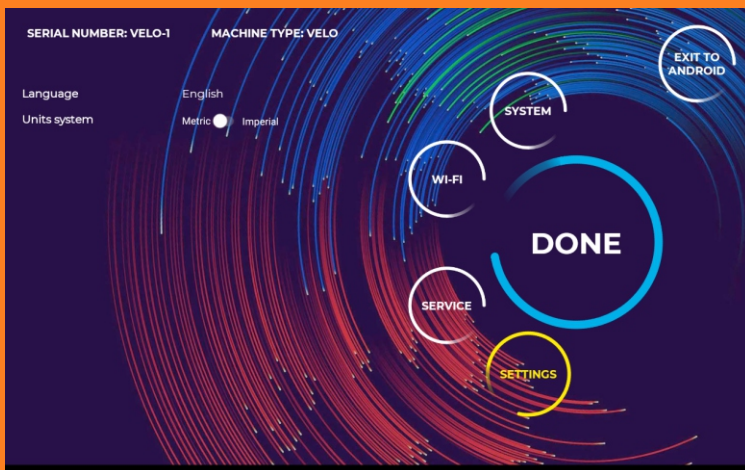 SERIAL NUMBER: VELO-1 MACHINE TYPE: VELO
EXIT TO
ANDROID
Language English
Units system Metric Imperial
SYSTEM
WI-FI
DONE
SERVICE
SETTINGS